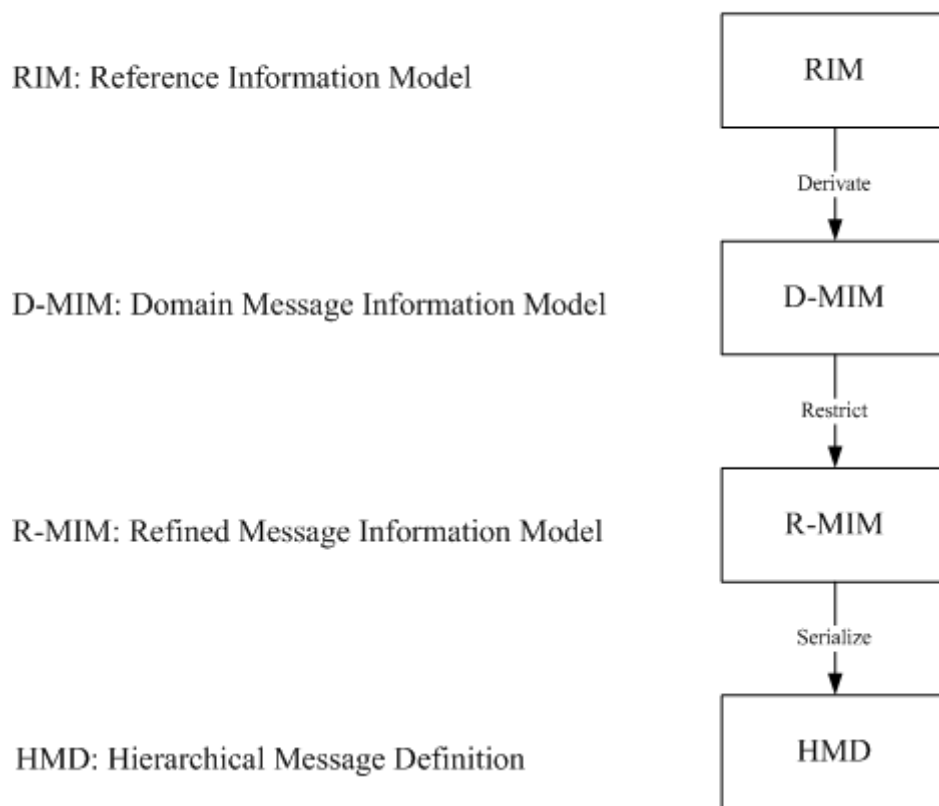 RIM: Reference Information Model
RIM
Derivate
D-MIM: Domain Message Information Model
D-MIM
Restrict
R-MIM: Refined Message Information Model
R-MIM
Serialize
HMD: Hierarchical Message Definition
HMD